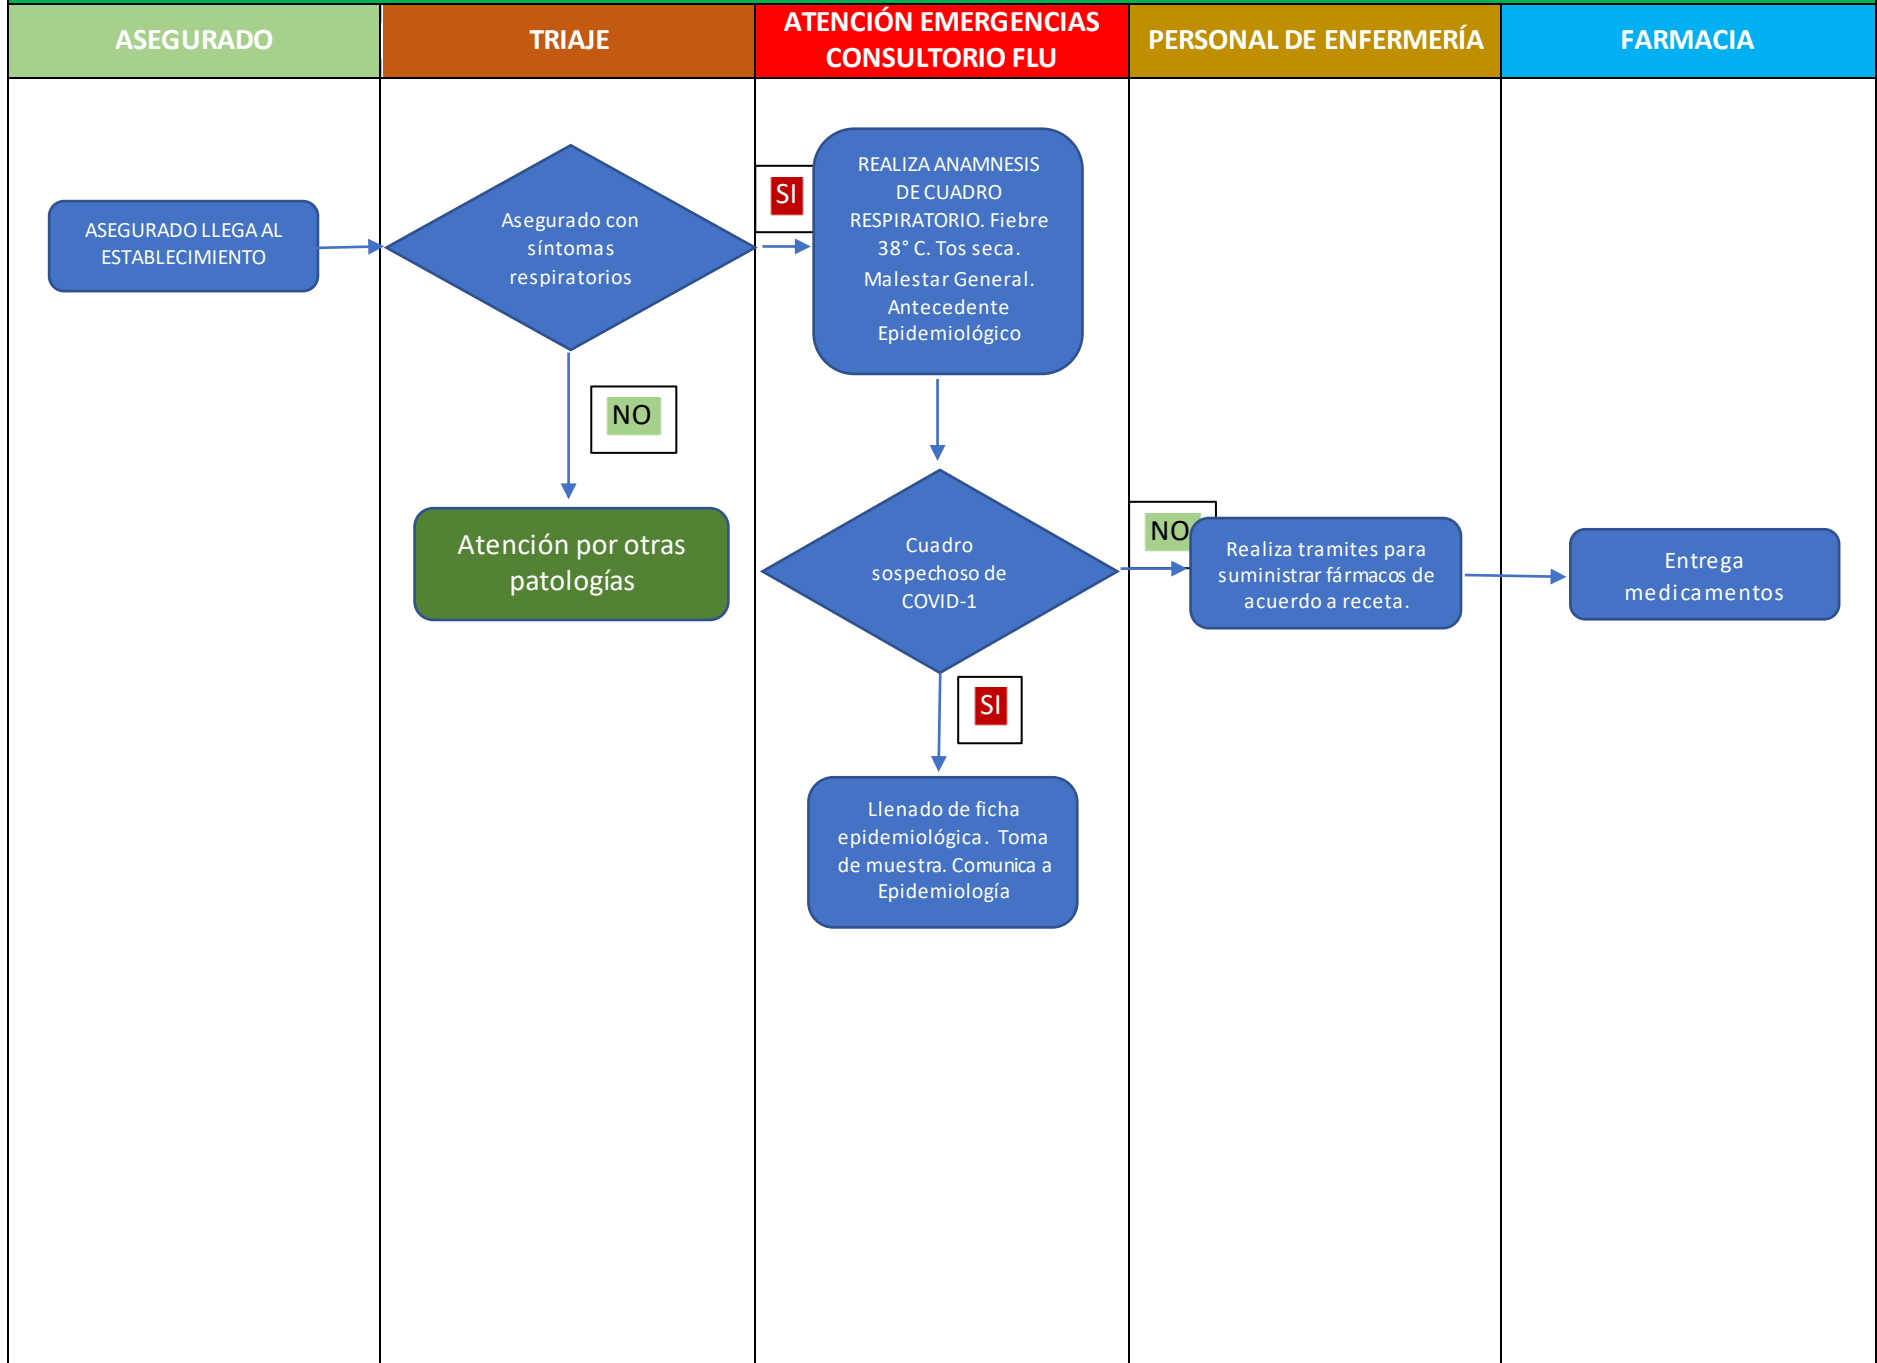 ASEGURADO
TRIAJE
ATENCIÓN EMERGENCIAS
CONSULTORIO FLU
PERSONAL DE ENFERMERÍA
FARMACIA
ASEGURADO LLEGA AL
ESTABLECIMIENTO
Asegurado con
síntomas
respiratorios
SI
REALIZA ANAMNESIS
DE CUADRO
RESPIRATORIO. Fiebre
38° C. Tos seca.
Malestar General.
Antecedente
Epidemiológico
NO
Atención por otras
patologías
Cuadro
sospechoso de
COVID-1
NO
Realiza tramites para
suministrar fármacos de
acuerdo a receta.
Entrega
medicamentos
SI
Llenado de ficha
epidemiológica. Toma
de muestra. Comunica a
Epidemiología